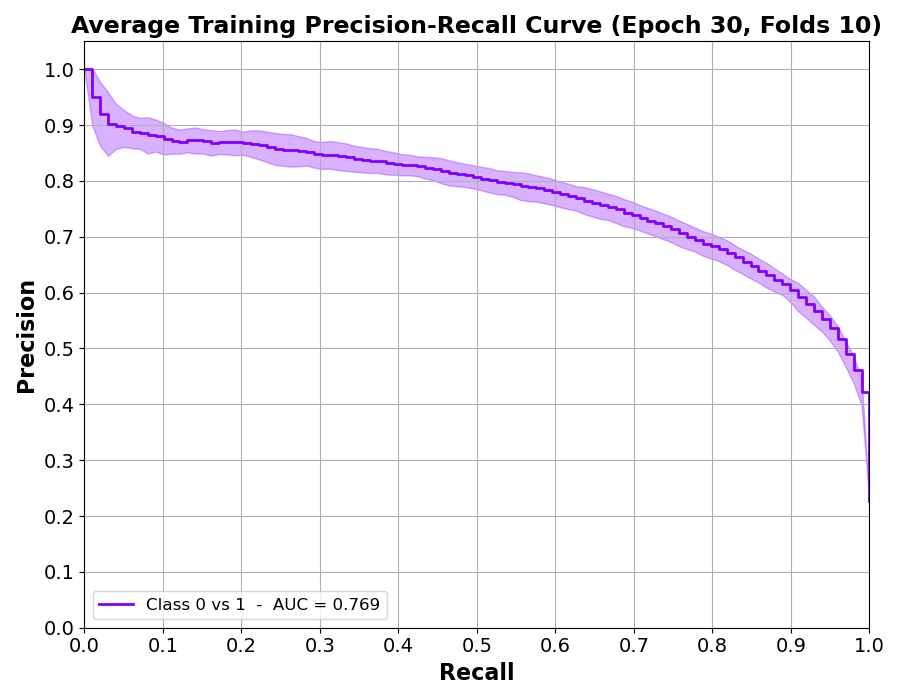 Average Training Precision-Recall Curve (Epoch 30, Folds 10)
1.0
0.9
0.8
0.7
0.6
0.5
0.4
0.3
0.2
0.1
0.0
Precision
Class 0 vs 1 - AUC = 0.769
0.0 0.1 0.2 0.3 0.4 0.5 0.6 0.7 0.8 0.9 1.0
Recall